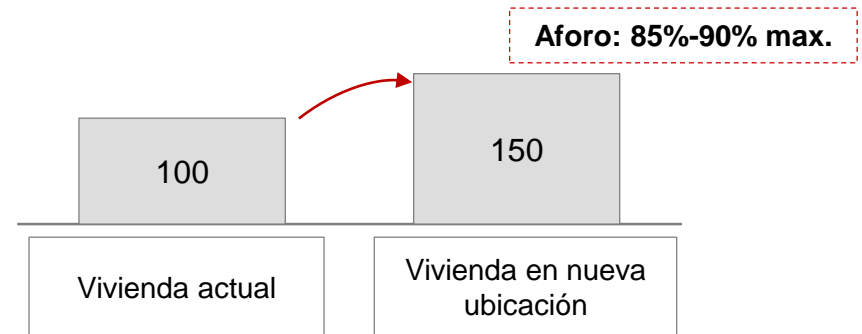 Aforo: 85%-90% max.
100
150
Vivienda actual
Vivienda en nueva
ubicación